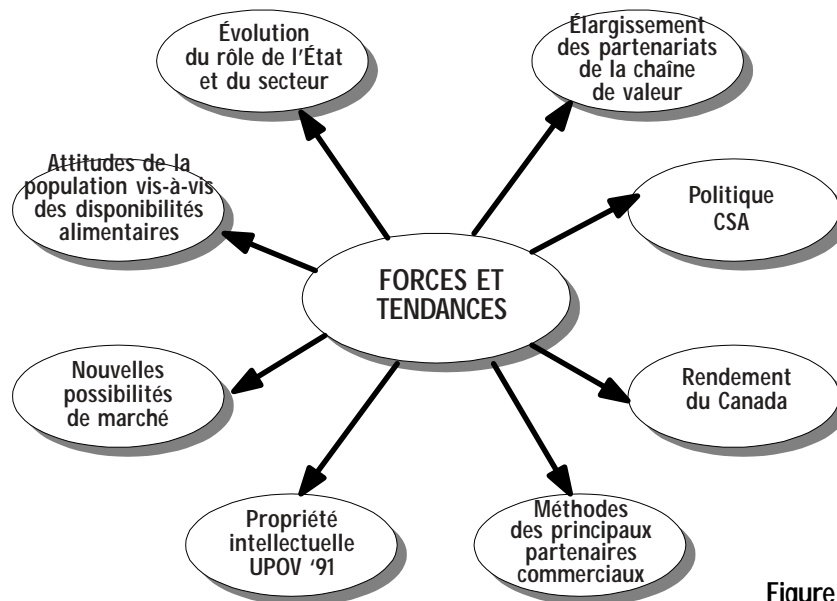 Évolution
du rôle de l'État
et du secteur
Élargissement
des partenariats
de la chaîne
de valeur
Attitudes de la
population vis-à-vis
des disponibilités
alimentaires
Politique
CSA
FORCES ET
TENDANCES
Nouvelles
possibilités
de marché
Rendement
du Canada
Propriété
intellectuelle
UPOV ‘91
Méthodes
des principaux
partenaires
commerciaux
Figure